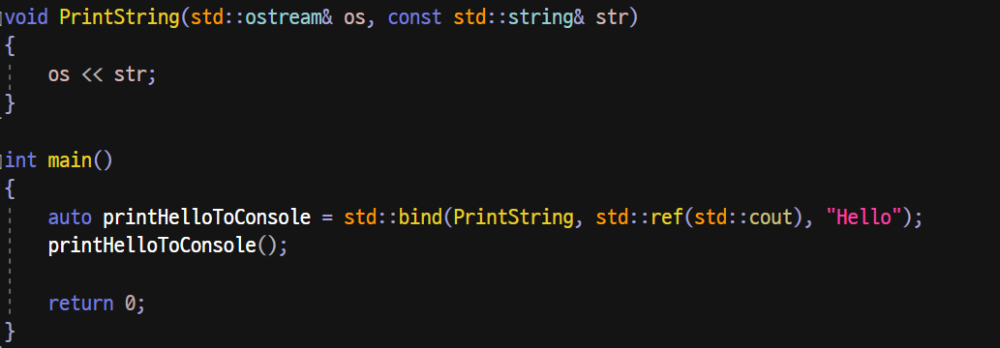 void PrintString(std::ostream& os, const std::string& str)
{
    os << str;
}

int main()
{
    auto printHelloToConsole = std::bind(PrintString, std::ref(std::cout), "Hello");
    printHelloToConsole();

    return 0;
}